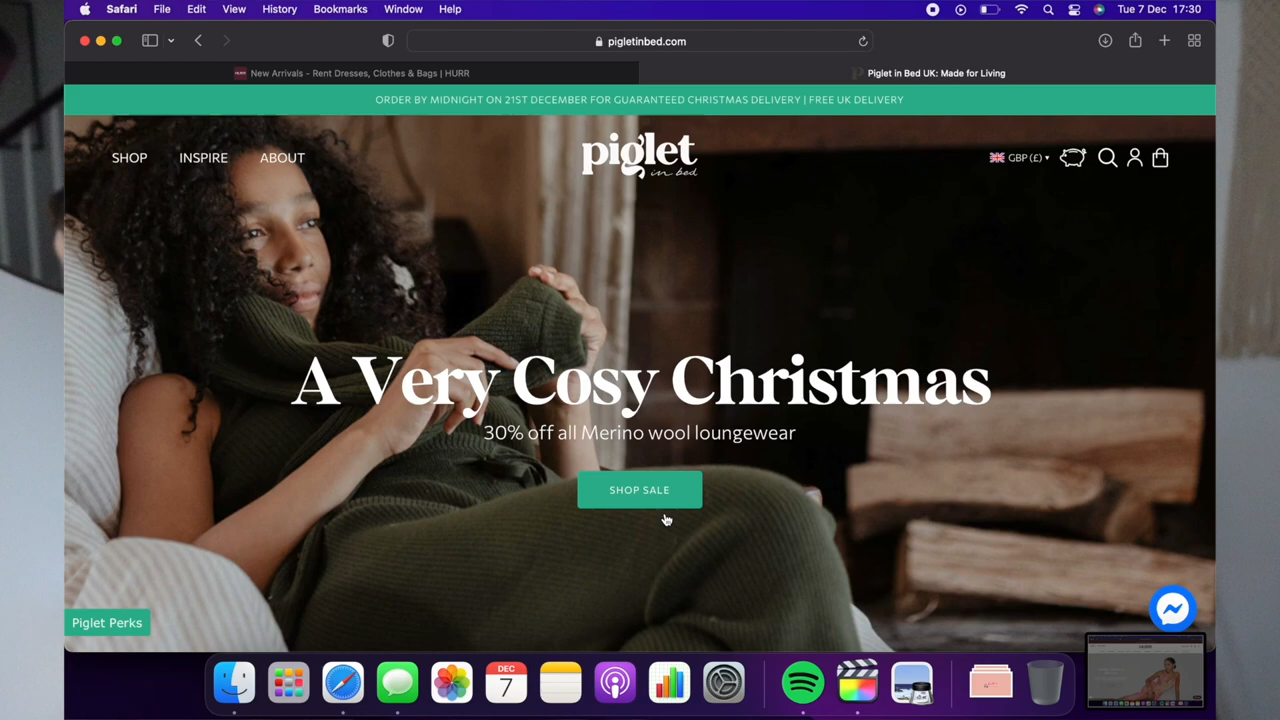 Safari File Edit View History Bookmarks Window Help Tue 7 Dec 17:30
pigletinbed.com
New Arrivals - Rent Dresses, Clothes & Bags | HURR
Piglet in Bed UK: Made for Living
ORDER BY MIDNIGHT ON 21ST DECEMBER FOR GUARANTEED CHRISTMAS DELIVERY | FREE UK DELIVERY
SHOP INSPIRE ABOUT
piglet
in bed
GBP (£)
A Very Cosy Christmas
30% off all Merino wool loungewear
SHOP SALE
Piglet Perks
DEC
7